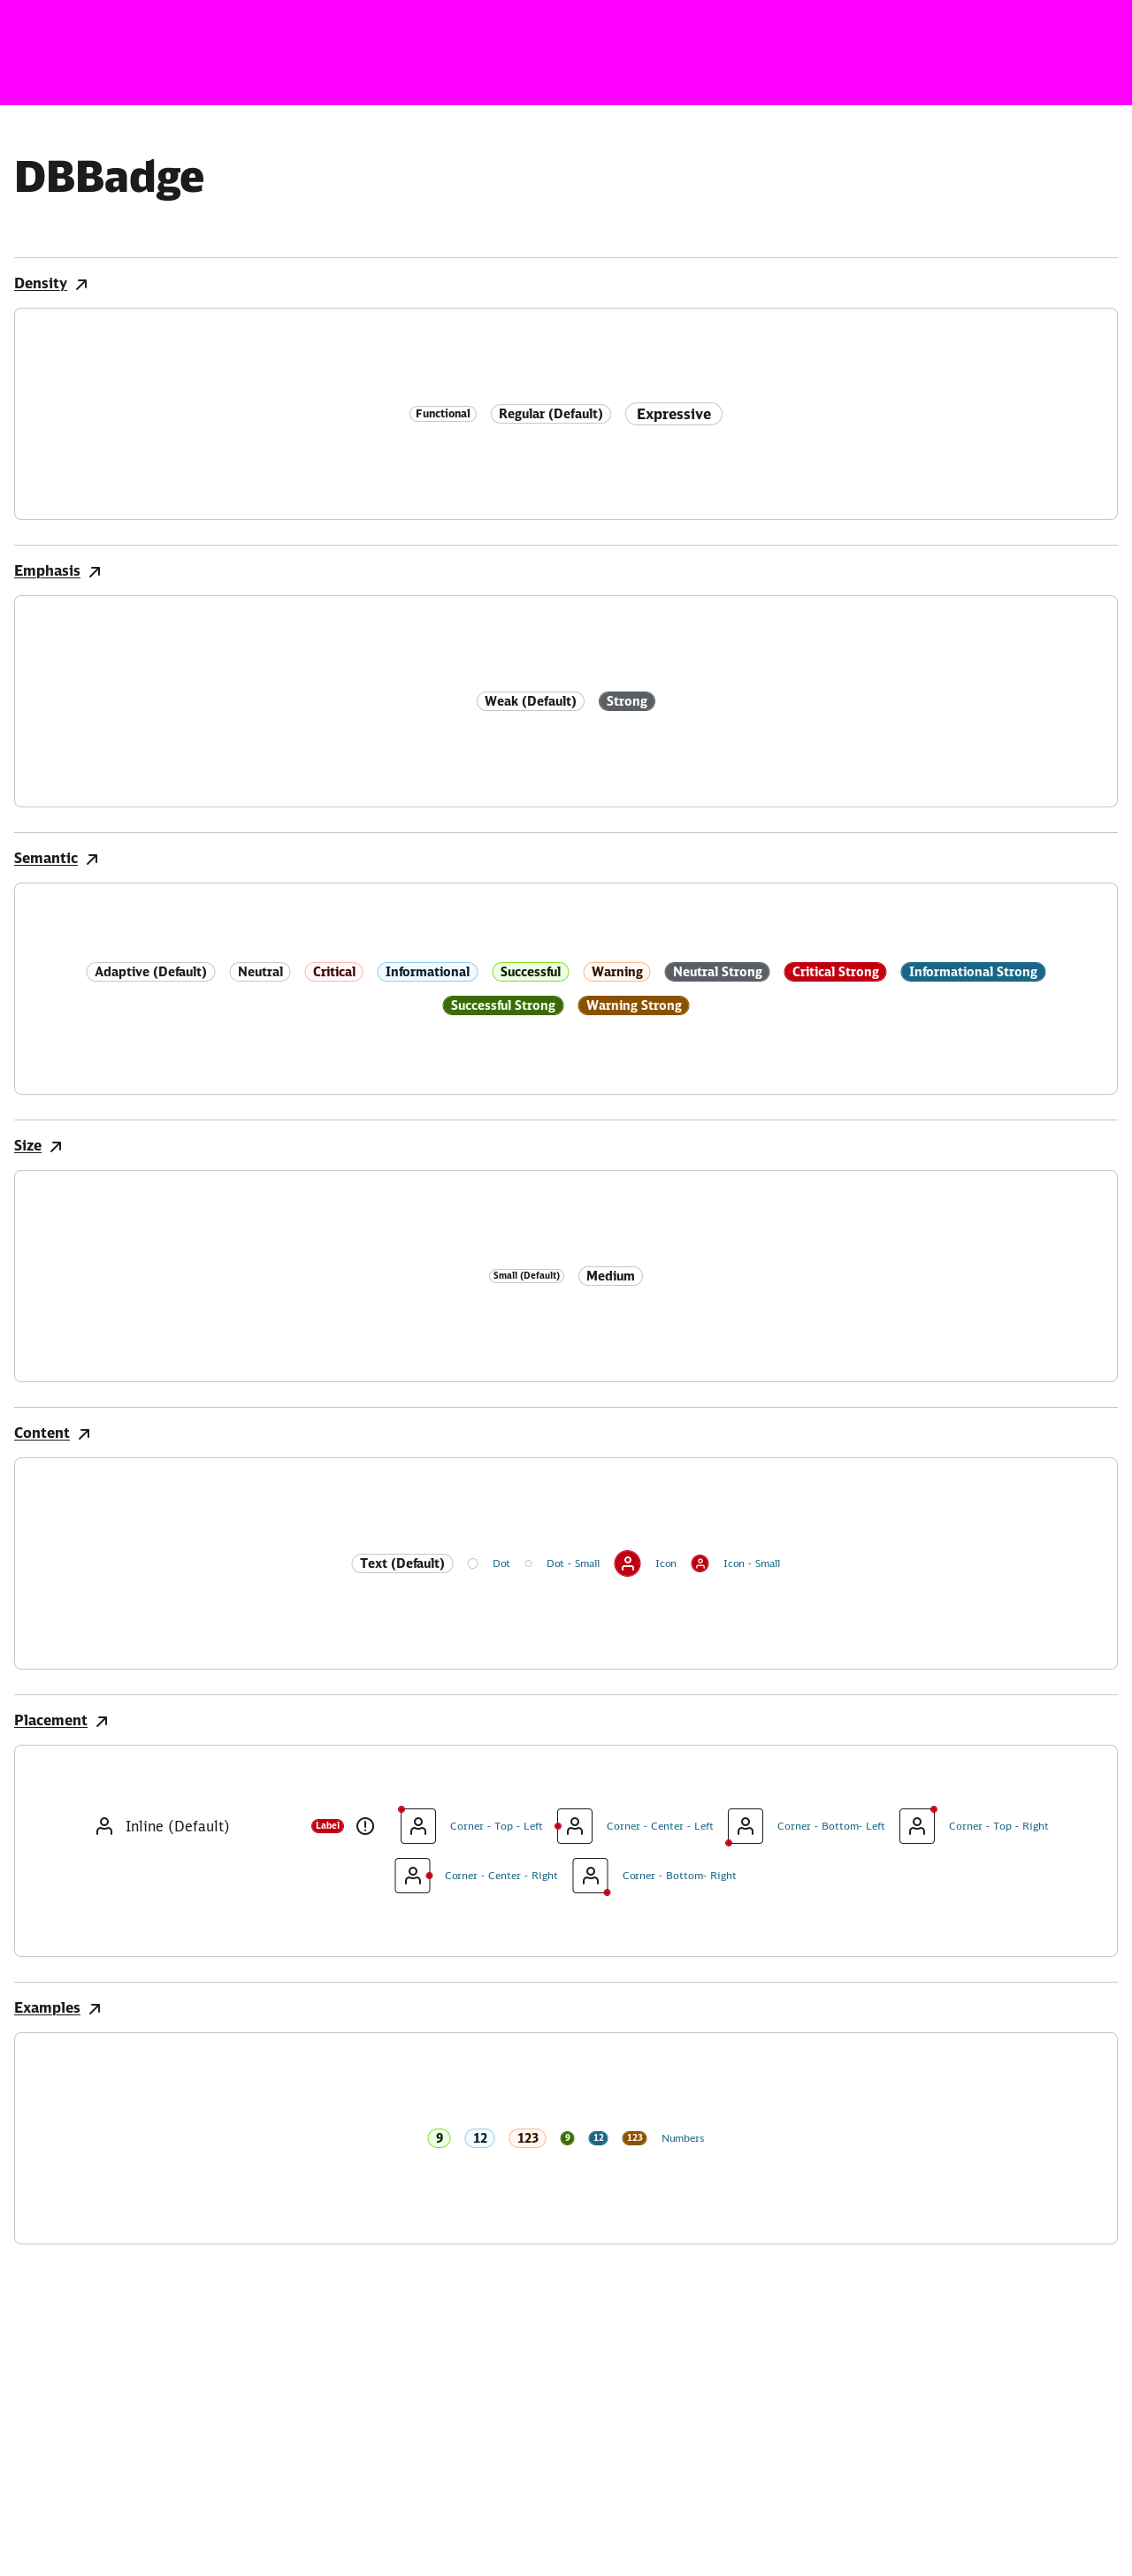 DBBadge
Density
Functional Regular (Default) Expressive
Emphasis
Weak (Default) Strong
Semantic
Adaptive (Default) Neutral Critical Informational Successful Warning Neutral Strong Critical Strong Informational Strong
Successful Strong Warning Strong
Size
Small (Default) Medium
Content
Text (Default) Dot Dot - Small Icon Icon - Small
Placement
Inline (Default) Label Corner - Top - Left Corner - Center - Left Corner - Bottom- Left Corner - Top - Right
Corner - Center - Right Corner - Bottom- Right
Examples
9 12 123 9 12 123 Numbers